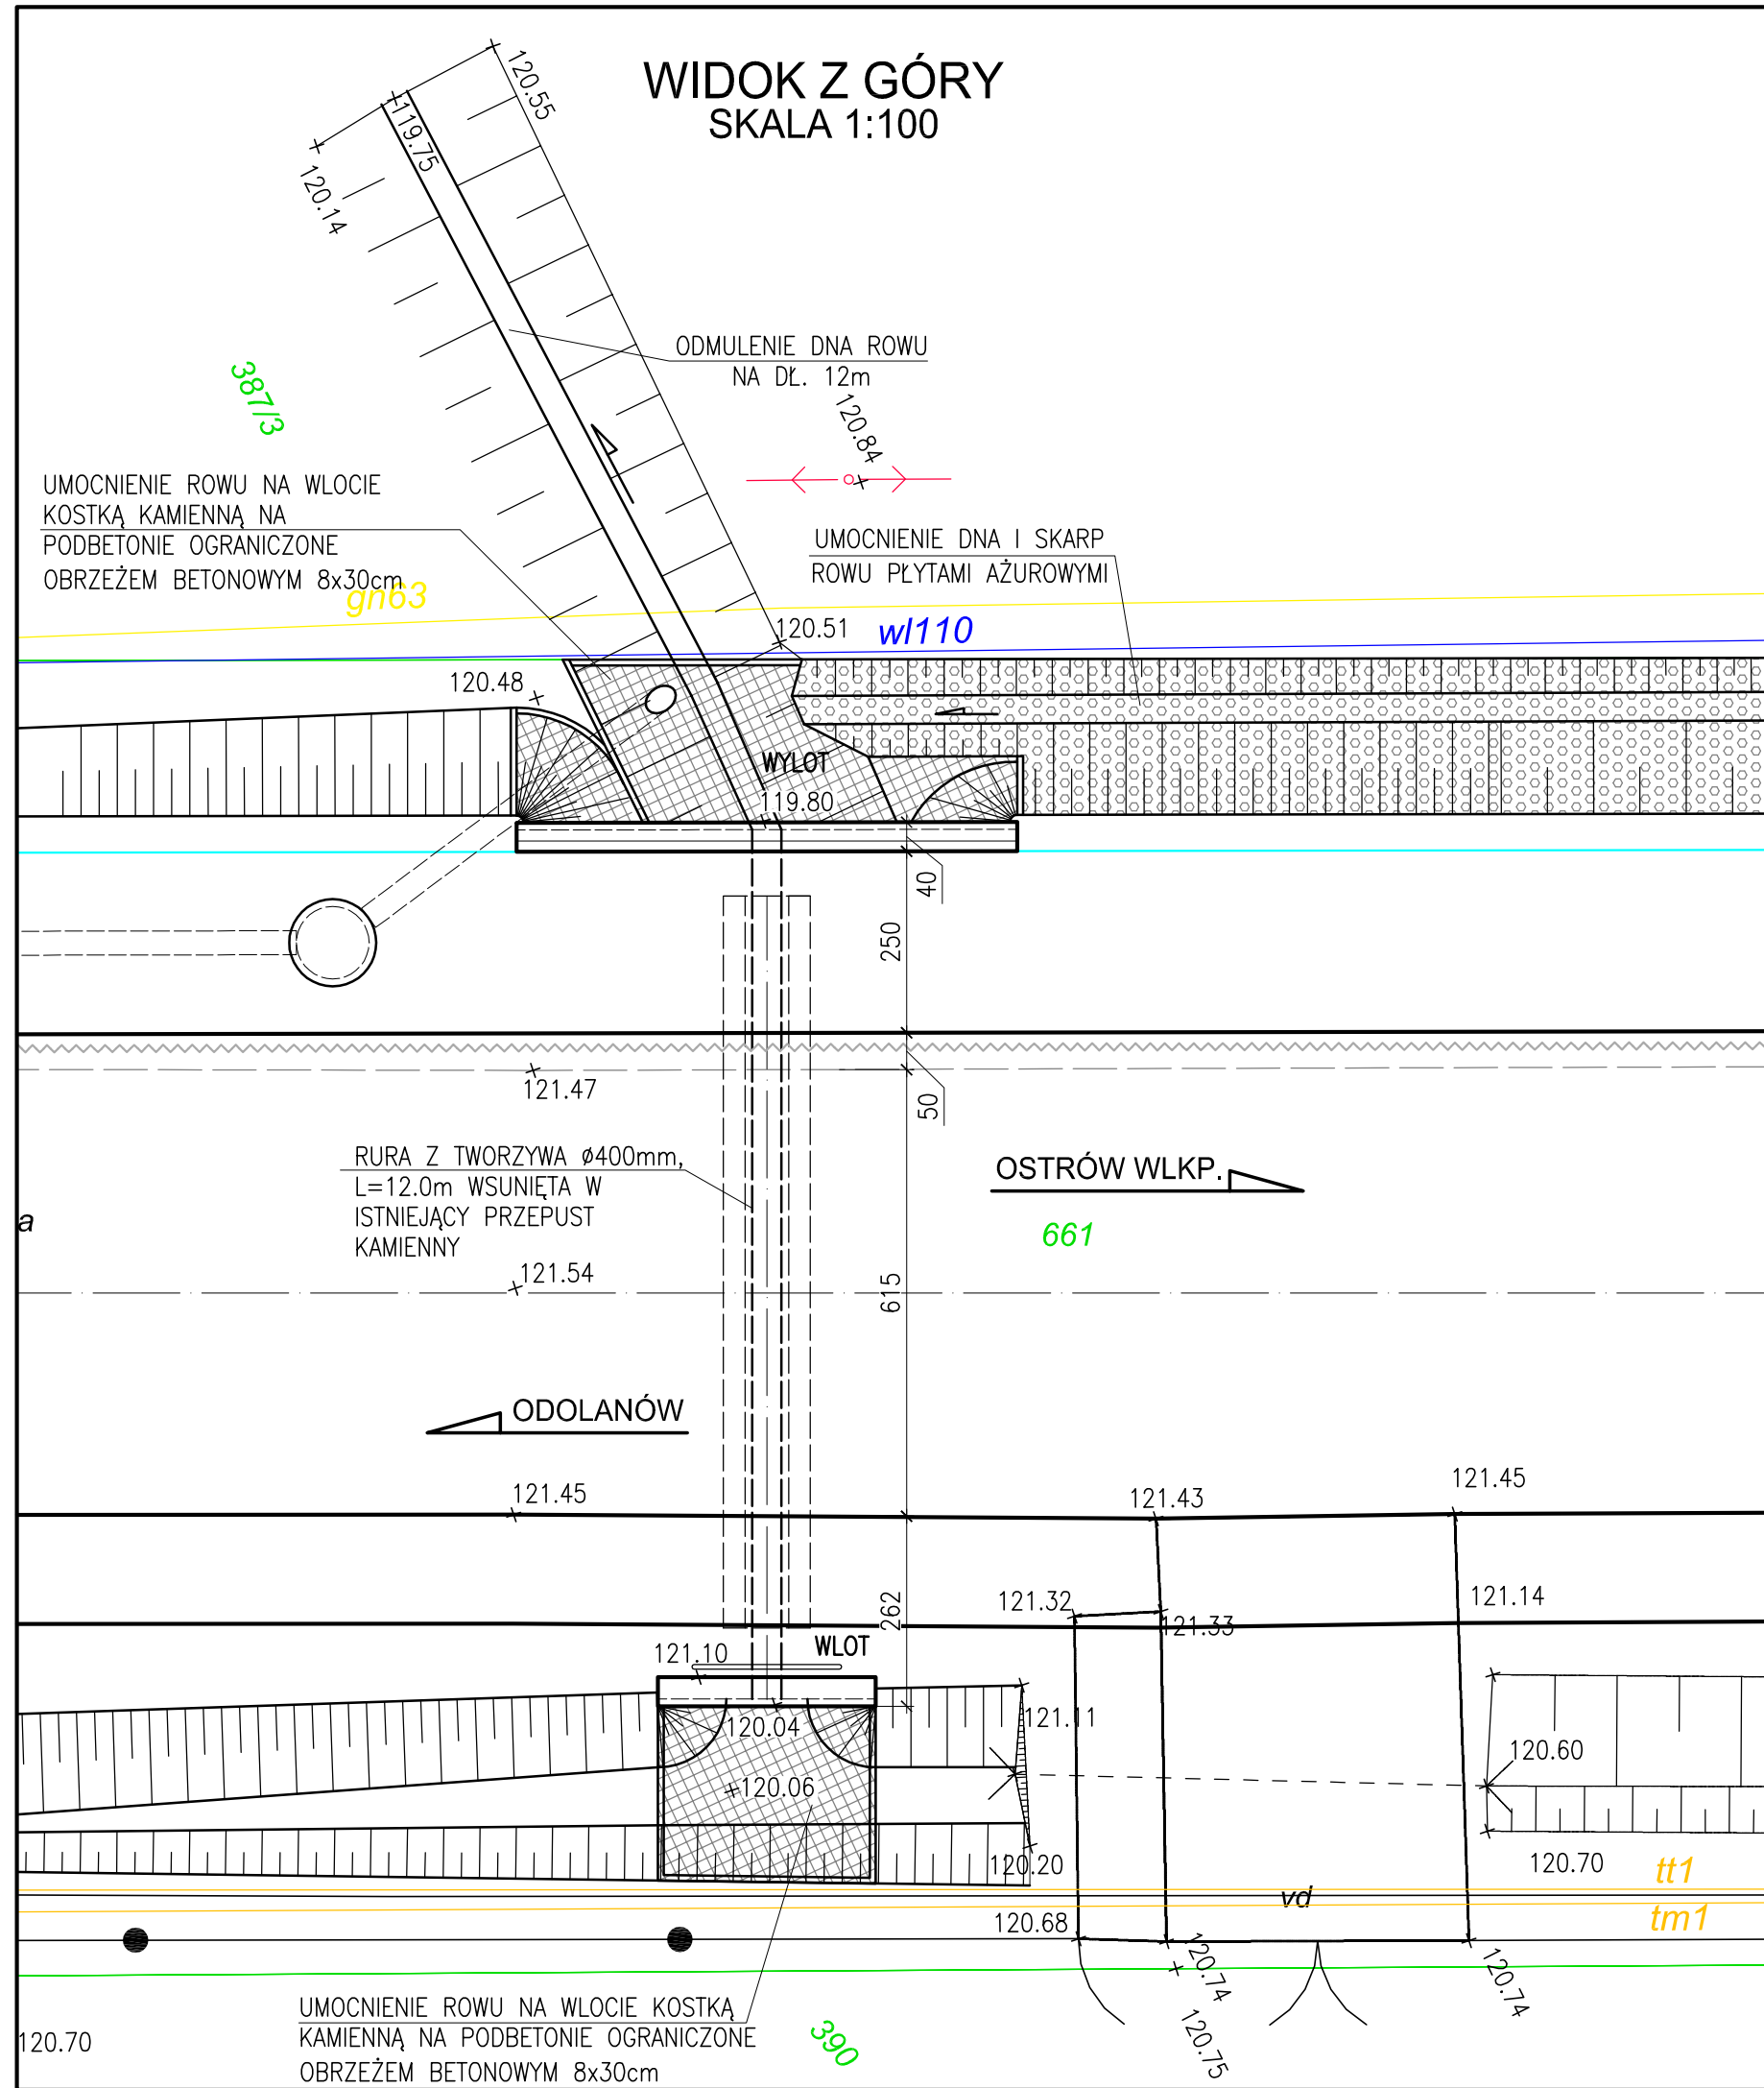 WIDOK Z GÓRY
SKALA 1:100
120.55
119.75
120.14
ODMULENIE DNA ROWU
NA DŁ. 12m
387/3
120.84
UMOCNIENIE ROWU NA WLOCIE
KOSTKĄ KAMIENNĄ NA
PODBETONIE OGRANICZONE
OBRZEŻEM BETONOWYM 8x30cm
UMOCNIENIE DNA I SKARP
ROWU PŁYTAMI AŻUROWYMI
gn63
120.51
wl110
120.48
WYLOT
119.80
40
250
121.47
50
RURA Z TWORZYWA ø400mm,
L=12.0m WSUNIĘTA W
ISTNIEJĄCY PRZEPUST
KAMIENNY
OSTRÓW WLKP.
a
661
121.54
615
ODOLANÓW
121.45
121.43
121.45
262
121.32
121.33
121.14
WLOT
121.10
120.04
121.11
120.60
120.06
120.20
120.70
tt1
vd
tm1
120.68
120.74
120.74
120.75
UMOCNIENIE ROWU NA WLOCIE KOSTKĄ
KAMIENNĄ NA PODBETONIE OGRANICZONE
OBRZEŻEM BETONOWYM 8x30cm
390
120.70